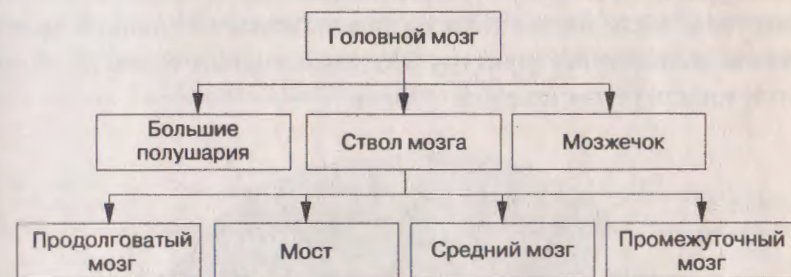 Головной мозг
Большие
полушария
Ствол мозга
Мозжечок
Продолговатый
мозг
Мост
Средний мозг
Промежуточный
мозг